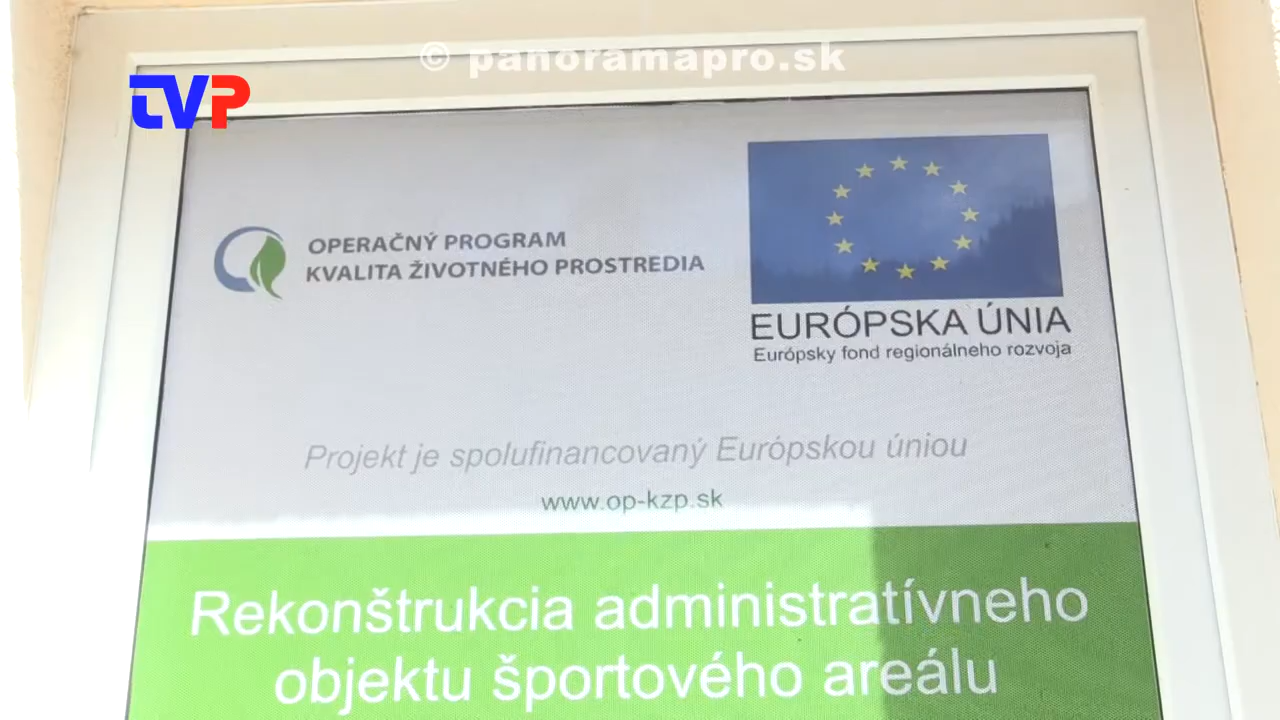 © panoramapro.sk
TVP
OPERAČNÝ PROGRAM
KVALITA ŽIVOTNÉHO PROSTREDIA
EURÓPSKA ÚNIA
Európsky fond regionálneho rozvoja
Projekt je spolufinancovaný Európskou úniou
www.op-kzp.sk
Rekonštrukcia administratívneho
objektu športového areálu